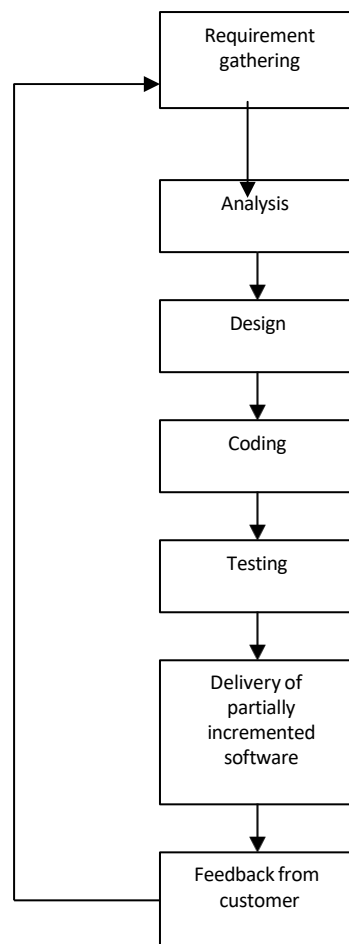 Requirement
gathering
Analysis
Design
Coding
Testing
Delivery of
partially
incremented
software
Feedback from
customer